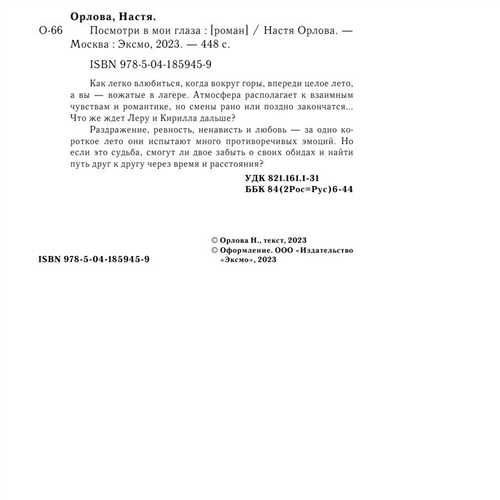 Орлова, Настя.
О-66 Посмотри в мои глаза : [роман] / Настя Орлова. —
Москва : Эксмо, 2023. — 448 с.
ISBN 978-5-04-185945-9
Как легко влюбиться, когда вокруг горы, впереди целое лето,
а вы — вожатые в лагере. Атмосфера располагает к взаимным
чувствам и романтике, но смены рано или поздно закончатся...
Что же ждет Леру и Кирилла дальше?
Раздражение, ревность, ненависть и любовь — за одно ко-
роткое лето они испытают много противоречивых эмоций. Но
если это судьба, смогут ли двое забыть о своих обидах и найти
путь друг к другу через время и расстояния?
УДК 821.161.1-31
ББК 84(2Рос=Рус)6-44
© Орлова Н., текст, 2023
© Оформление. ООО «Издательство
ISBN 978-5-04-185945-9 «Эксмо», 2023